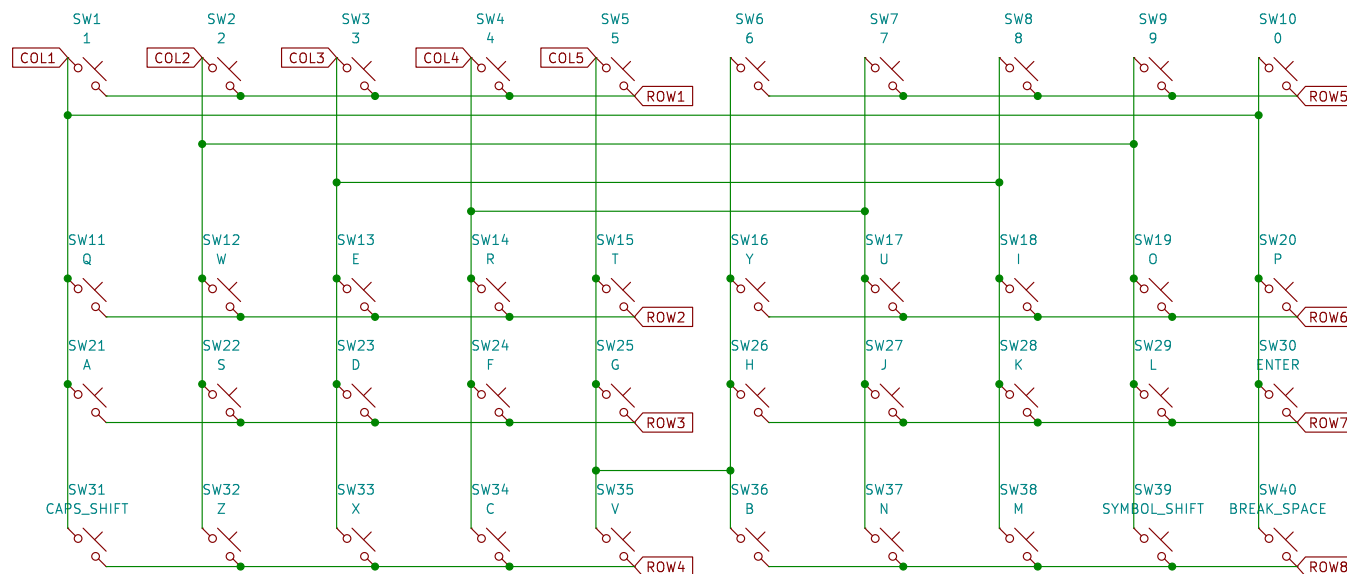 SW1 SW2 SW3 SW4 SW5 SW6 SW7 SW8 SW9 SW10
1 2 3 4 5 6 7 8 9 0
COL1 COL2 COL3 COL4 COL5
ROW1 ROW5
SW11 SW12 SW13 SW14 SW15 SW16 SW17 SW18 SW19 SW20
Q W E R T Y U I O P
ROW2 ROW6
SW21 SW22 SW23 SW24 SW25 SW26 SW27 SW28 SW29 SW30
A S D F G H J K L ENTER
ROW3 ROW7
SW31 SW32 SW33 SW34 SW35 SW36 SW37 SW38 SW39 SW40
CAPS_SHIFT Z X C V B N M SYMBOL_SHIFT BREAK_SPACE
ROW4 ROW8